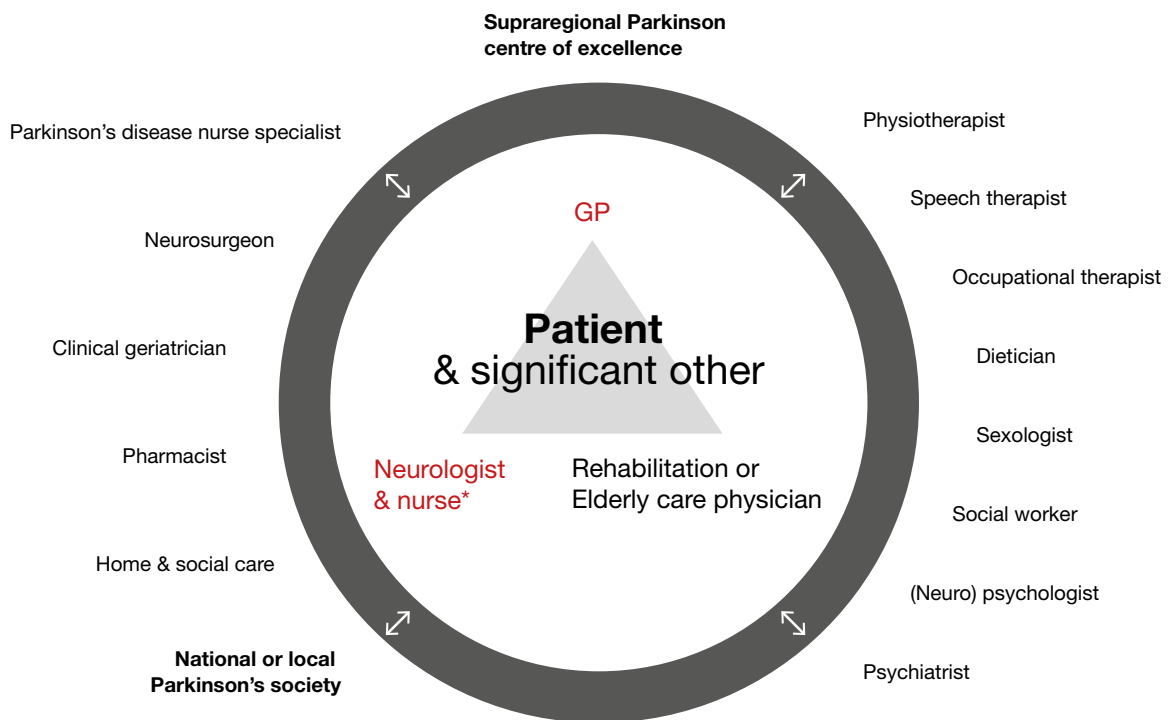 Supraregional Parkinson
centre of excellence
Parkinson’s disease nurse specialist
Neurosurgeon
Clinical geriatrician
Pharmacist
Home & social care
National or local
Parkinson’s society
GP
Patient
& significant other
Neurologist
& nurse*
Rehabilitation or
Elderly care physician
Physiotherapist
Speech therapist
Occupational therapist
Dietician
Sexologist
Social worker
(Neuro) psychologist
Psychiatrist